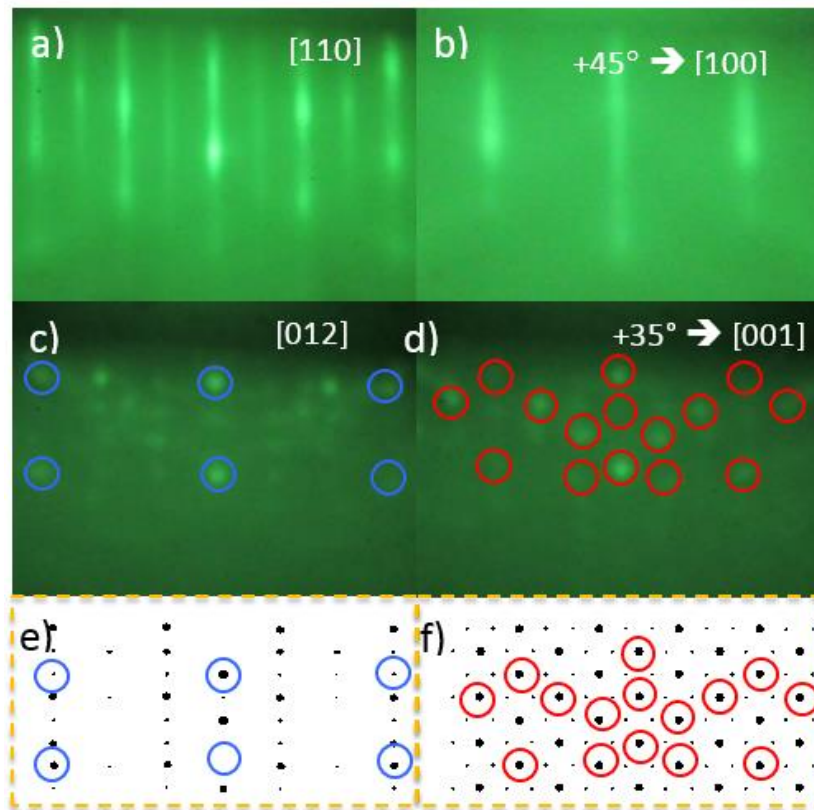 a)
[110]
b)
+45° ➔ [100]
c)
[012]
d)
+35° ➔ [001]
e)
f)